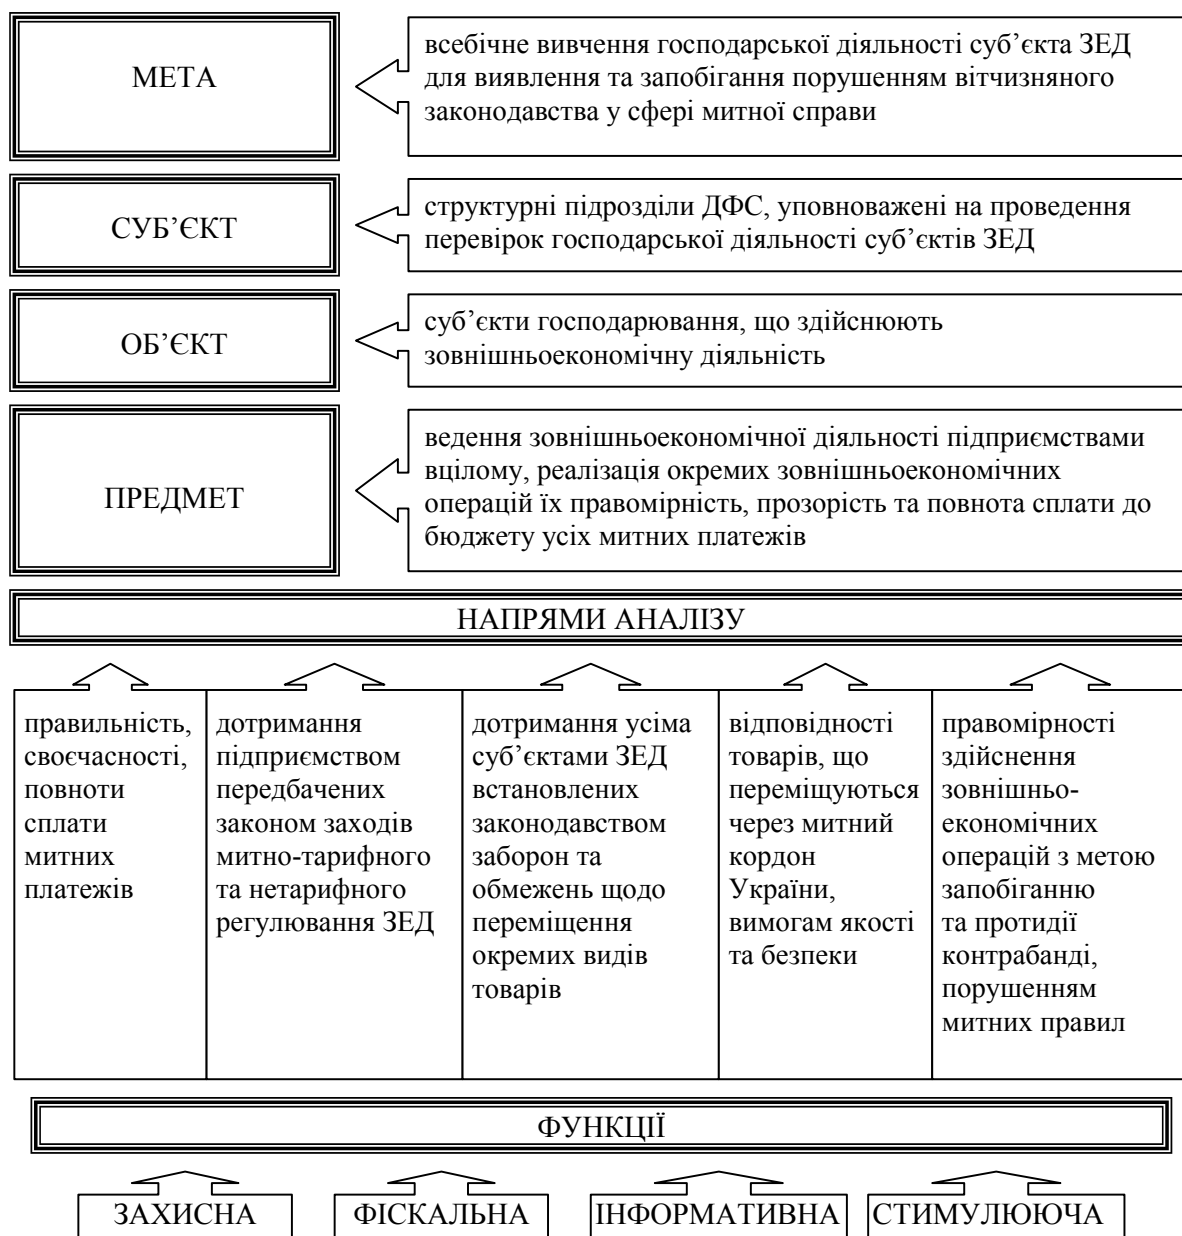 МЕТА
всебічне вивчення господарської діяльності суб’єкта ЗЕД
для виявлення та запобігання порушенням вітчизняного
законодавства у сфері митної справи
СУБ’ЄКТ
структурні підрозділи ДФС, уповноважені на проведення
перевірок господарської діяльності суб’єктів ЗЕД
ОБ’ЄКТ
суб’єкти господарювання, що здійснюють
зовнішньоекономічну діяльність
ПРЕДМЕТ
ведення зовнішньоекономічної діяльності підприємствами
вцілому, реалізація окремих зовнішньоекономічних
операцій їх правомірність, прозорість та повнота сплати до
бюджету усіх митних платежів
НАПРЯМИ АНАЛІЗУ
правильність,
своєчасності,
повноти
сплати
митних
платежів
дотримання
підприємством
передбачених
законом заходів
митно-тарифного
та нетарифного
регулювання ЗЕД
дотримання усіма
суб’єктами ЗЕД
встановлених
законодавством
заборон та
обмежень щодо
переміщення
окремих видів
товарів
відповідності
товарів, що
переміщуються
через митний
кордон
України,
вимогам якості
та безпеки
правомірності
здійснення
зовнішньо-
економічних
операцій з метою
запобіганню
та протидії
контрабанді,
порушенням
митних правил
ФУНКЦІЇ
ЗАХИСНА
ФІСКАЛЬНА
ІНФОРМАТИВНА
СТИМУЛЮЮЧА